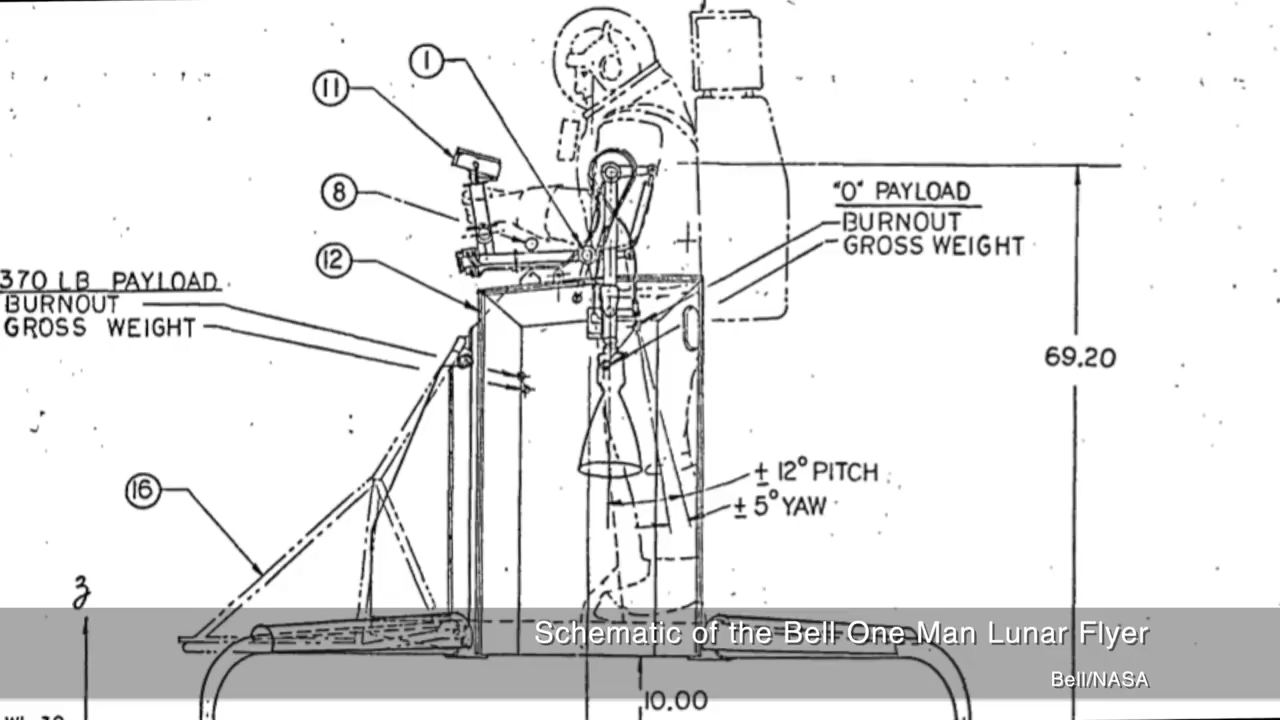 1
11
8
"0" PAYLOAD
BURNOUT
GROSS WEIGHT
12
370 LB PAYLOAD
BURNOUT
GROSS WEIGHT
69.20
± 12° PITCH
± 5° YAW
16
z
Schematic of the Bell One Man Lunar Flyer
Bell/NASA
10.00